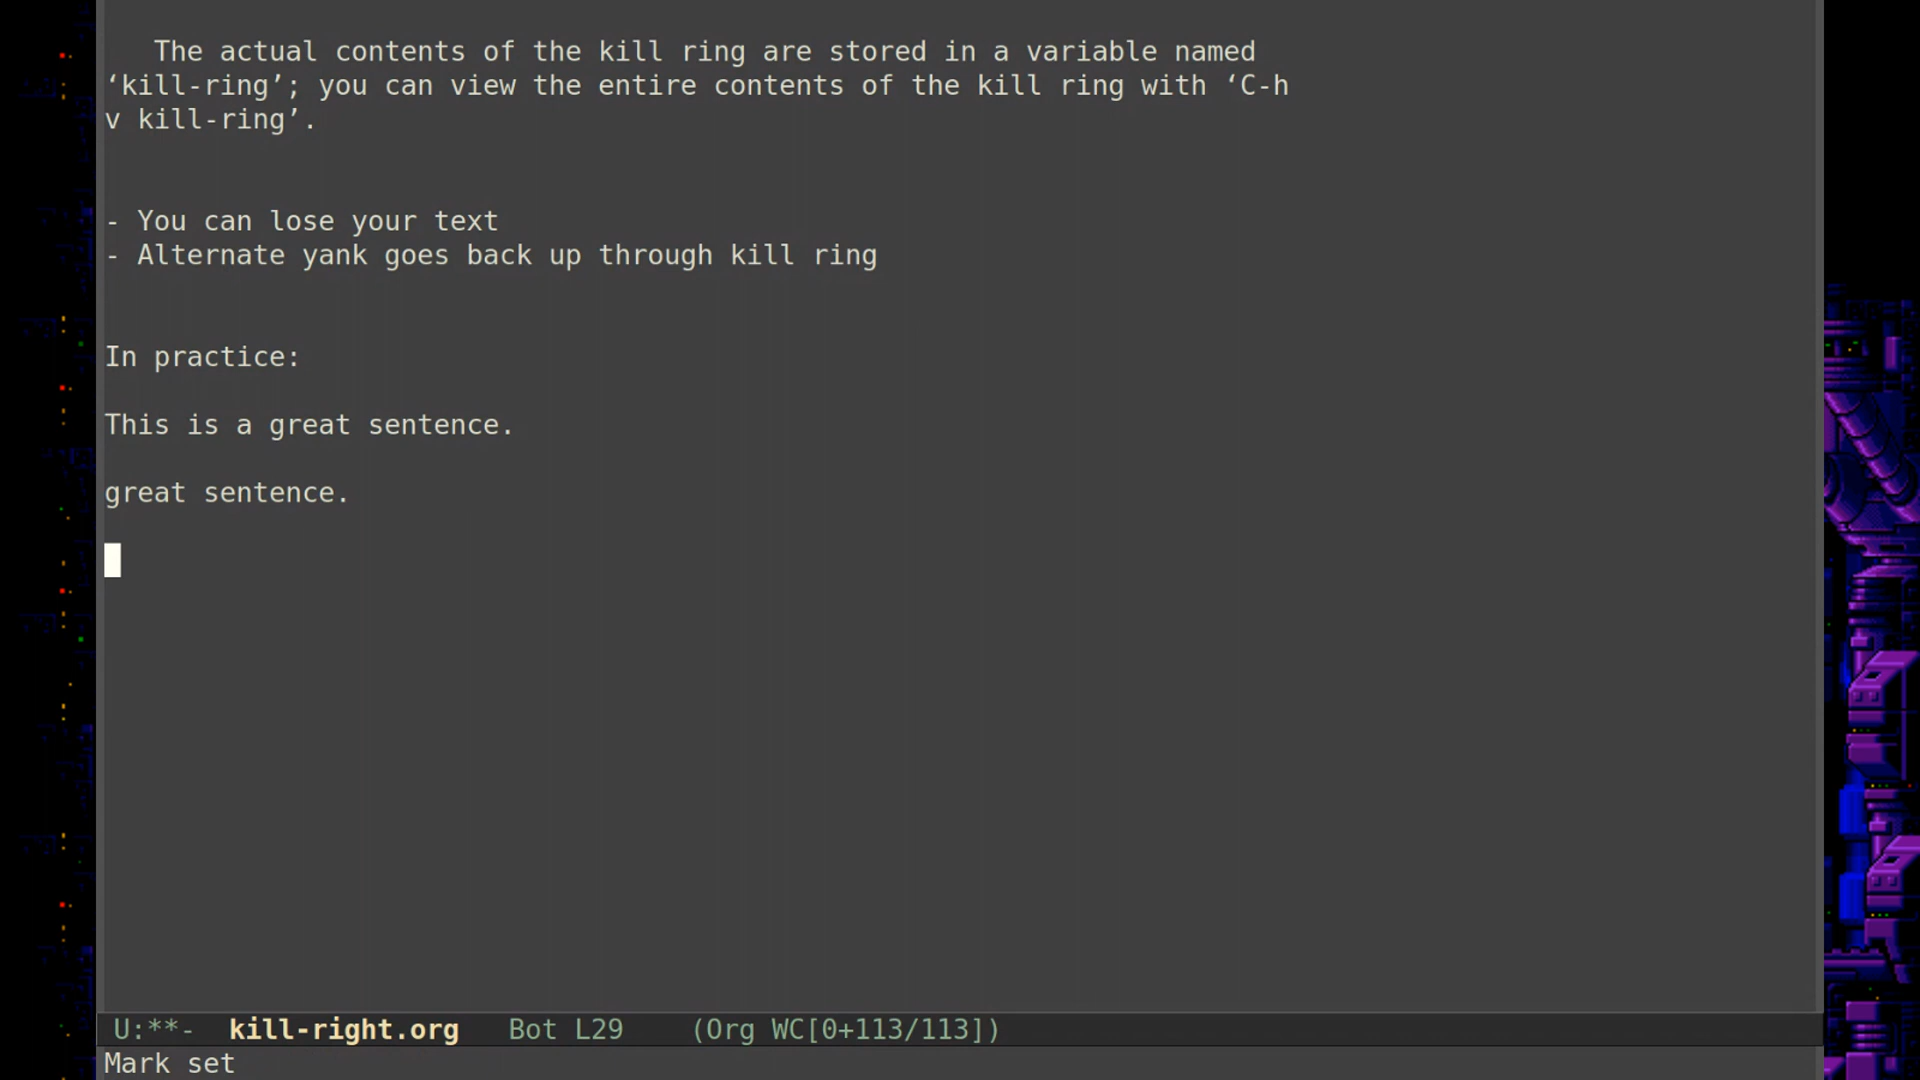 The actual contents of the kill ring are stored in a variable named
‘kill-ring’; you can view the entire contents of the kill ring with ‘C-h
v kill-ring’.
- You can lose your text
- Alternate yank goes back up through kill ring
In practice:
This is a great sentence.
great sentence.
U:**-  kill-right.org   Bot L29    (Org WC[0+113/113])
Mark set